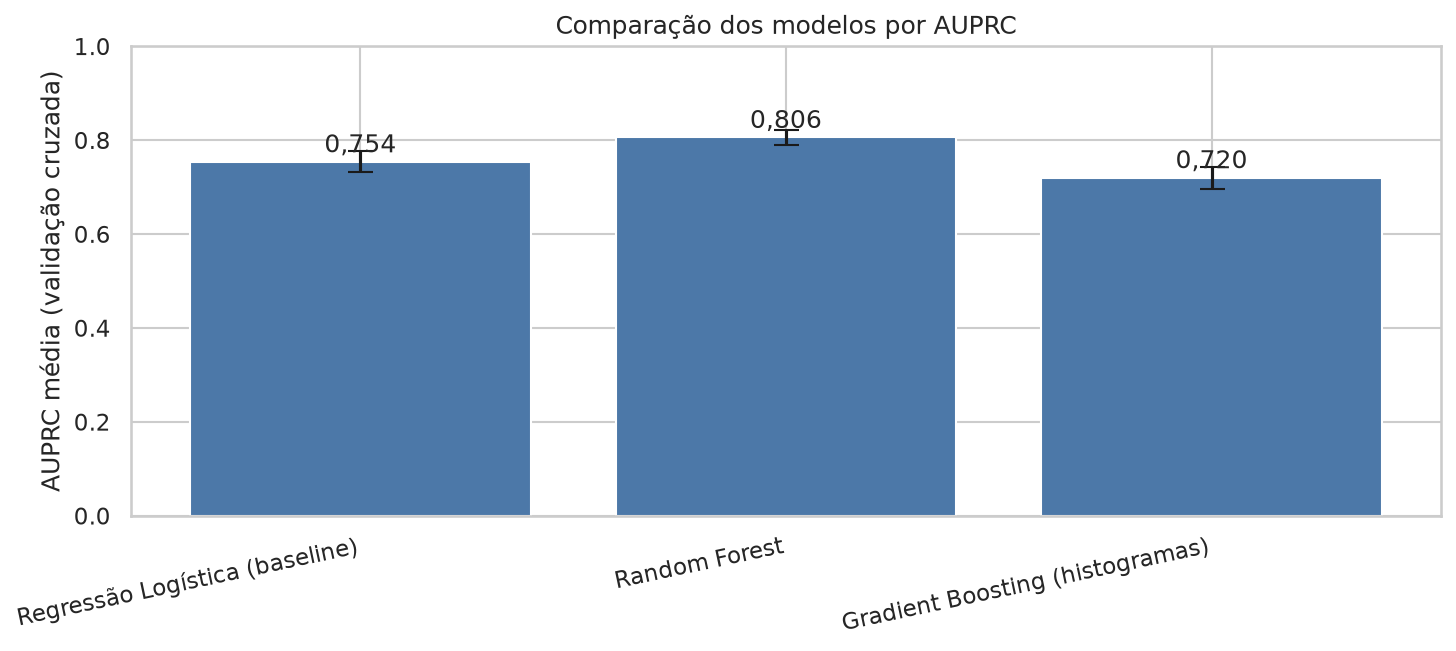 Comparação dos modelos por AUPRC
AUPRC média (validação cruzada)
1.0
0.8
0.6
0.4
0.2
0.0
0,754
0,806
0,720
Regressão Logística (baseline)
Random Forest
Gradient Boosting (histogramas)